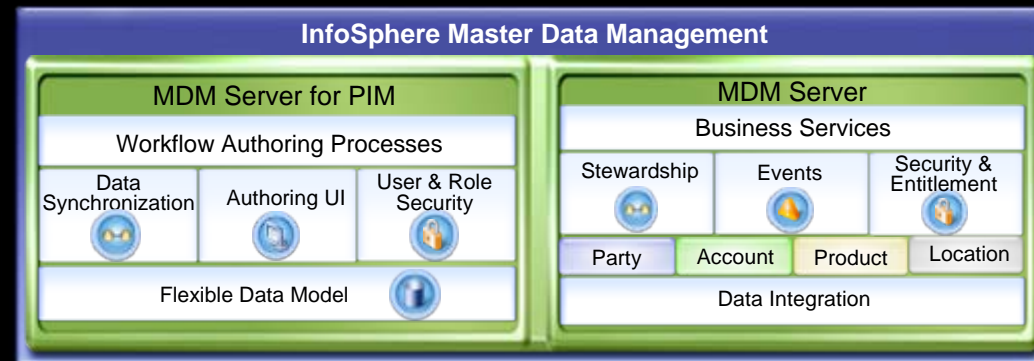 InfoSphere Master Data Management
MDM Server for PIM
Workflow Authoring Processes
Data
Synchronization
Authoring UI
User & Role
Security
Flexible Data Model
MDM Server
Business Services
Stewardship
Events
Security &
Entitlement
Party
Account
Product
Location
Data Integration